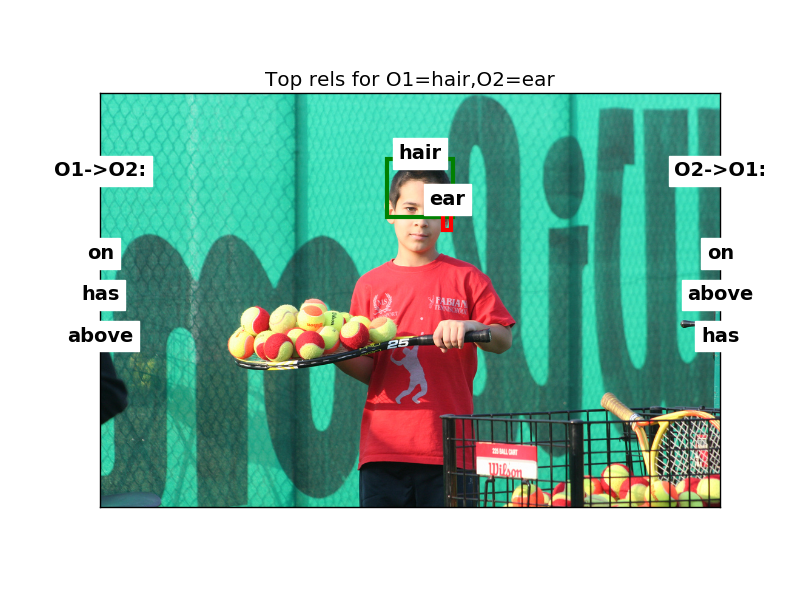 Top rels for O1=hair,O2=ear
hair
O1->O2:
O2->O1:
ear
on
on
has
above
above
has
FABIAN
25
Wilson